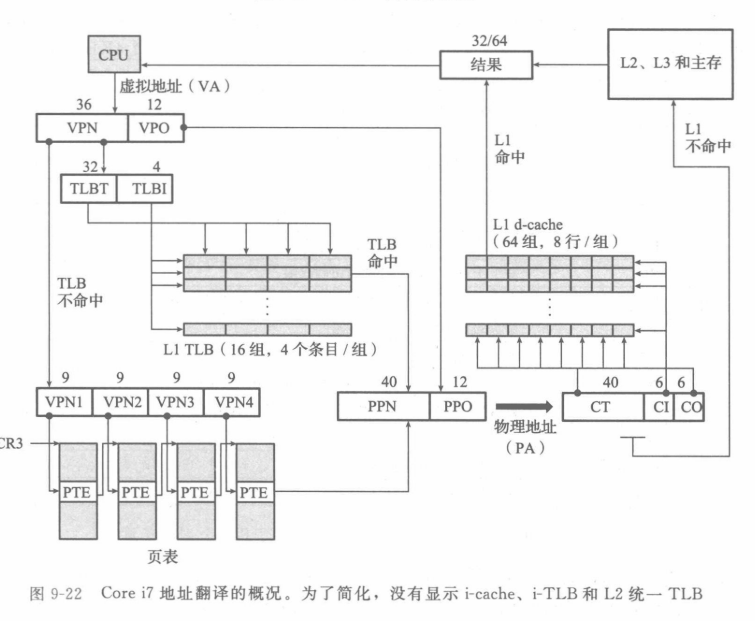 CPU
32/64
结果
L2、L3 和主存
虚拟地址（VA）
36 12
VPN VPO
L1
命中
L1
不命中
32 4
TLBT TLBI
TLB
命中
L1 d-cache
（64 组，8 行/组）
TLB
不命中
L1 TLB（16 组，4 个条目/组）
9 9 9 9
VPN1 VPN2 VPN3 VPN4
40 12
PPN PPO
物理地址
（PA）
40 6 6
CT CI CO
CR3
PTE PTE PTE PTE
页表
图 9-22 Core i7 地址翻译的概况。为了简化，没有显示 i-cache、i-TLB 和 L2 统一 TLB